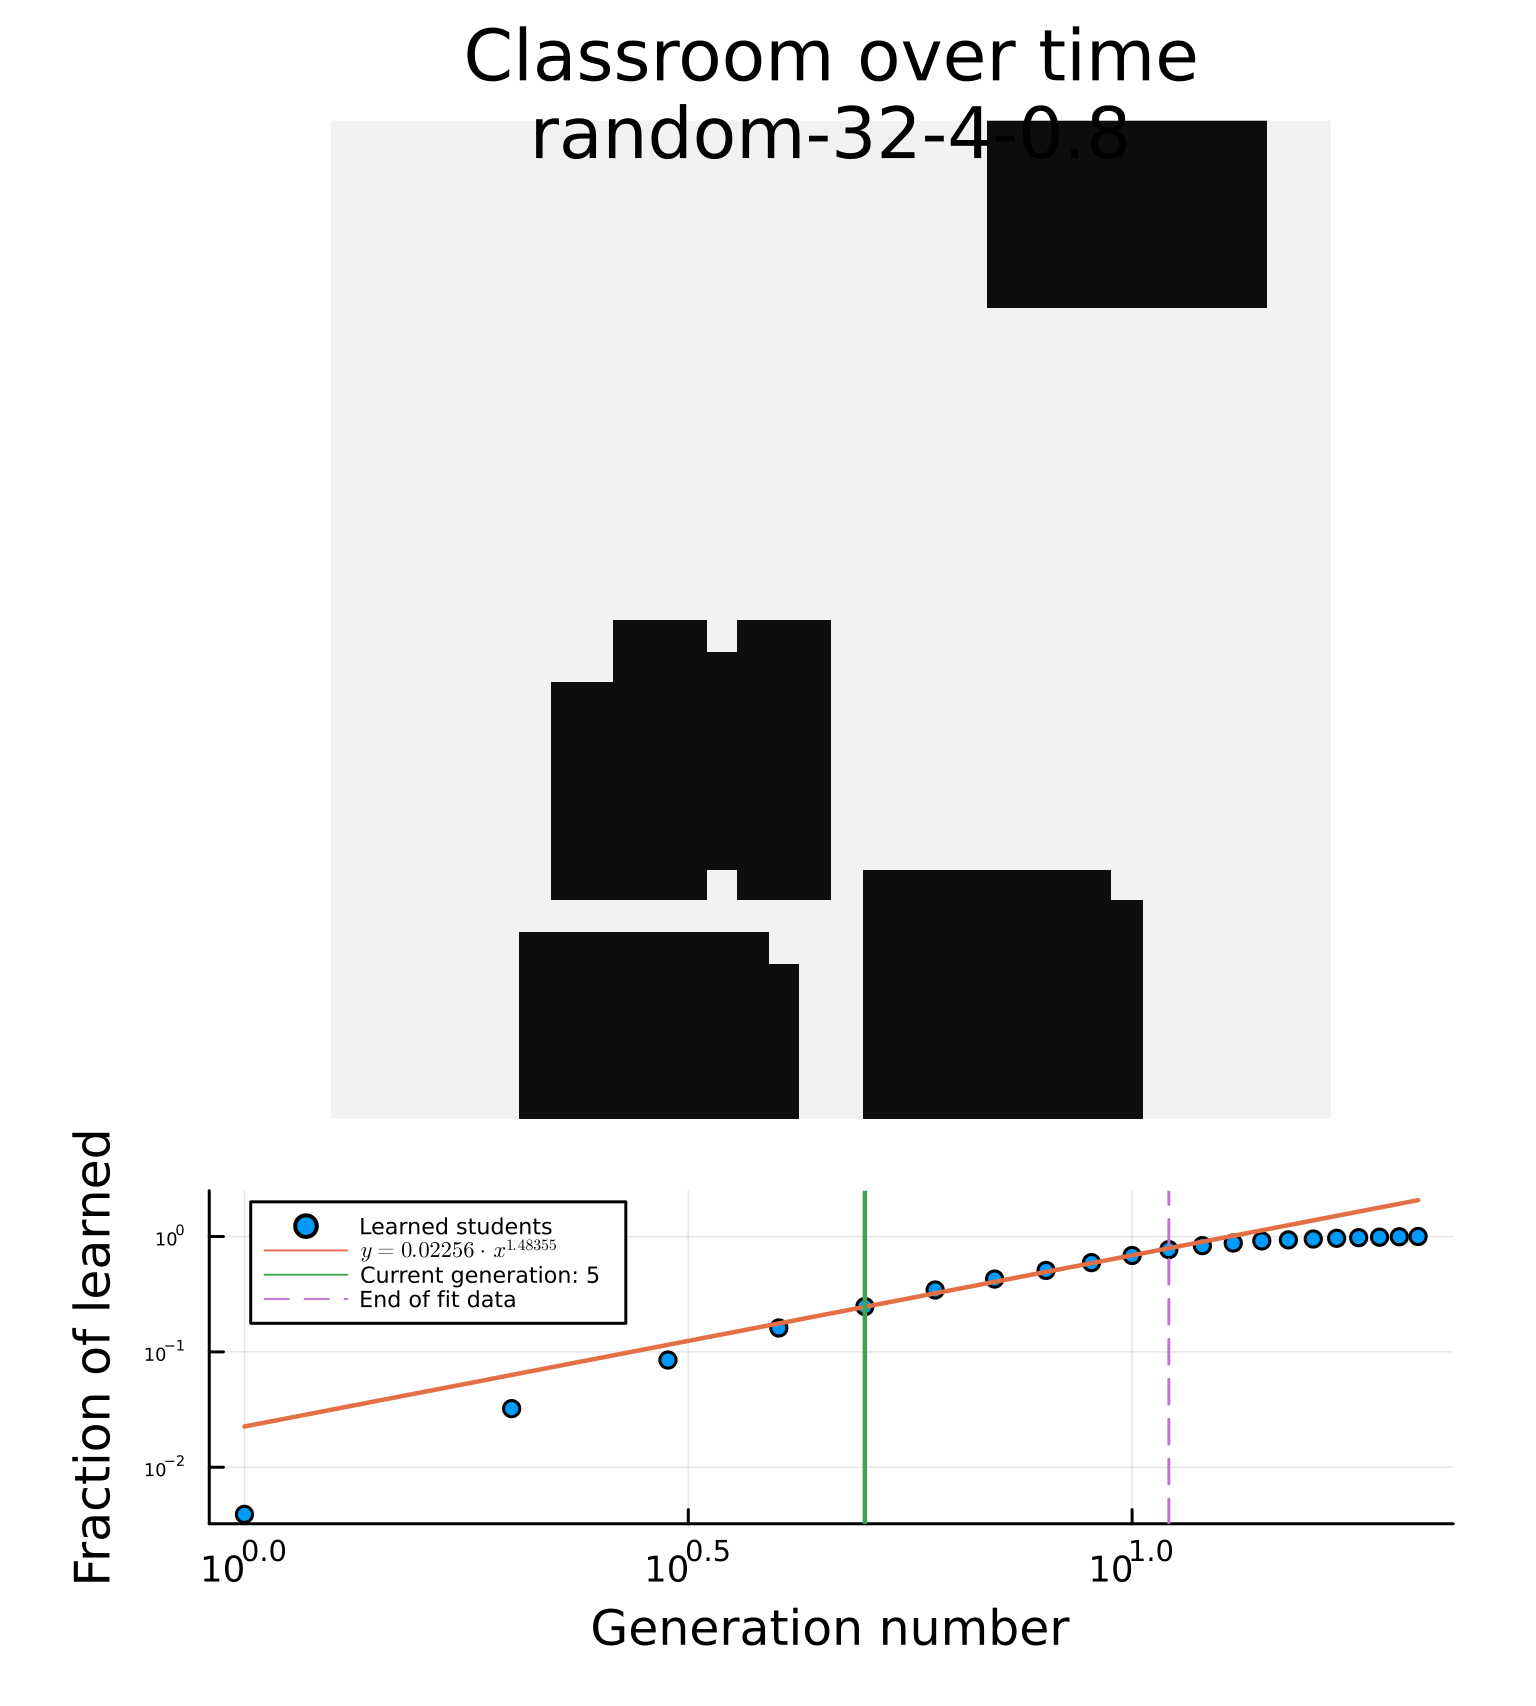 Classroom over time
random-32-4-0.8
Fraction of learned
10⁰
10⁻¹
10⁻²
Learned students
y = 0.02256 · x^1.48355
Current generation: 5
End of fit data
10^0.0
10^0.5
10^1.0
Generation number